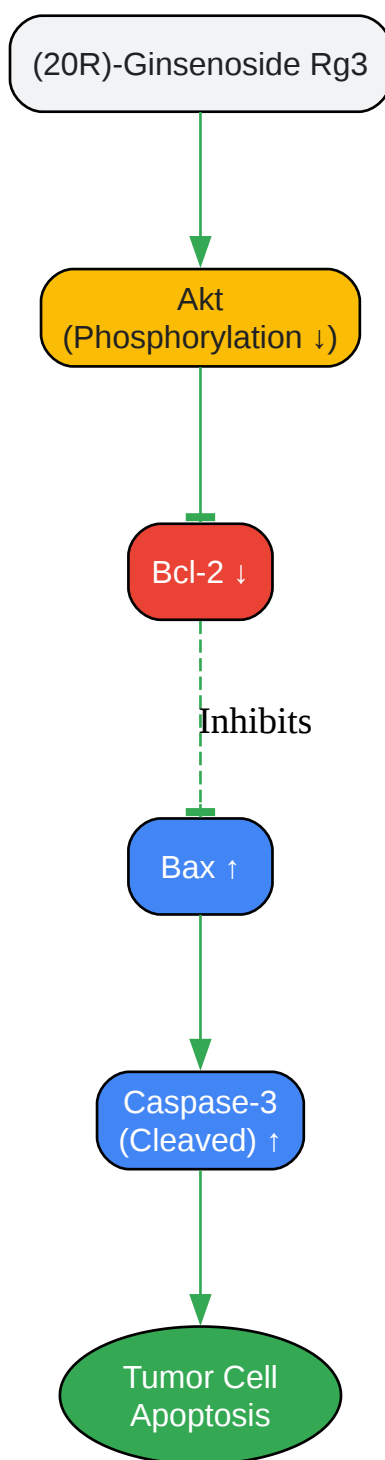 (20R)-Ginsenoside Rg3
Akt
(Phosphorylation ↓)
Bcl-2 ↓
Inhibits
Bax ↑
Caspase-3
(Cleaved) ↑
Tumor Cell
Apoptosis